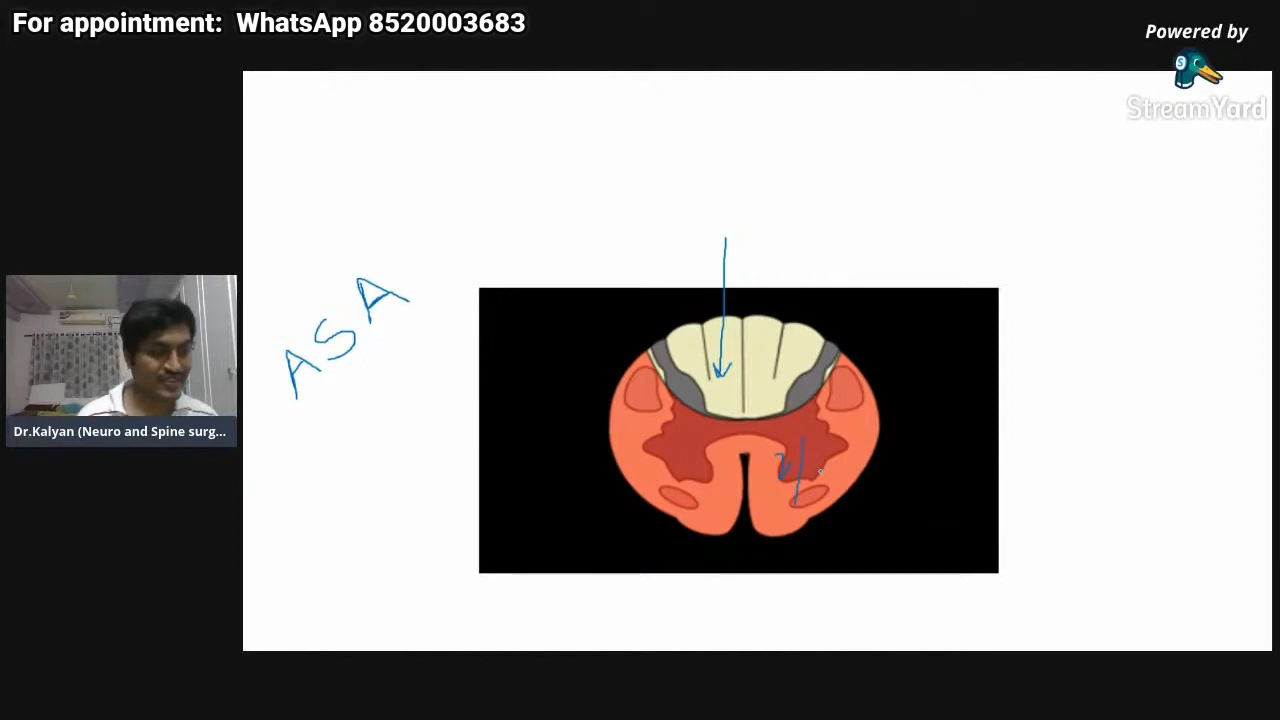 For appointment: WhatsApp 8520003683
Powered by
StreamYard
ASA
Dr.Kalyan (Neuro and Spine surg...